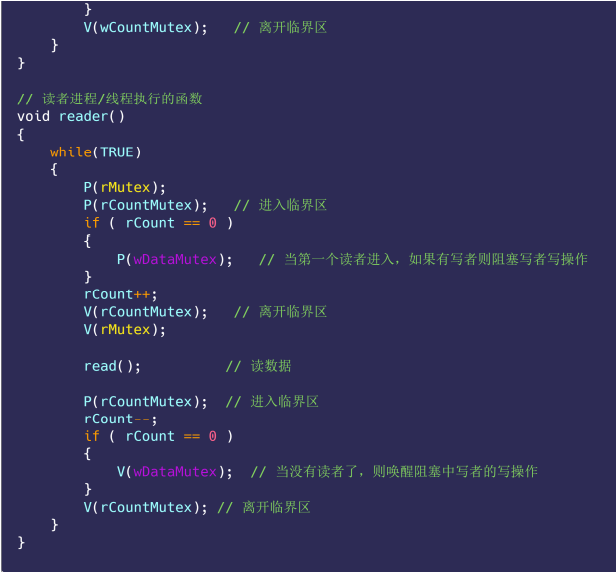 }
        V(wCountMutex);   // 离开临界区
    }
}

// 读者进程/线程执行的函数
void reader()
{
    while(TRUE)
    {
        P(rMutex);
        P(rCountMutex);   // 进入临界区
        if ( rCount == 0 )
        {
            P(wDataMutex);   // 当第一个读者进入，如果有写者则阻塞写者写操作
        }
        rCount++;
        V(rCountMutex);   // 离开临界区
        V(rMutex);

        read();          // 读数据

        P(rCountMutex);  // 进入临界区
        rCount--;
        if ( rCount == 0 )
        {
            V(wDataMutex);  // 当没有读者了，则唤醒阻塞中写者的写操作
        }
        V(rCountMutex); // 离开临界区
    }
}